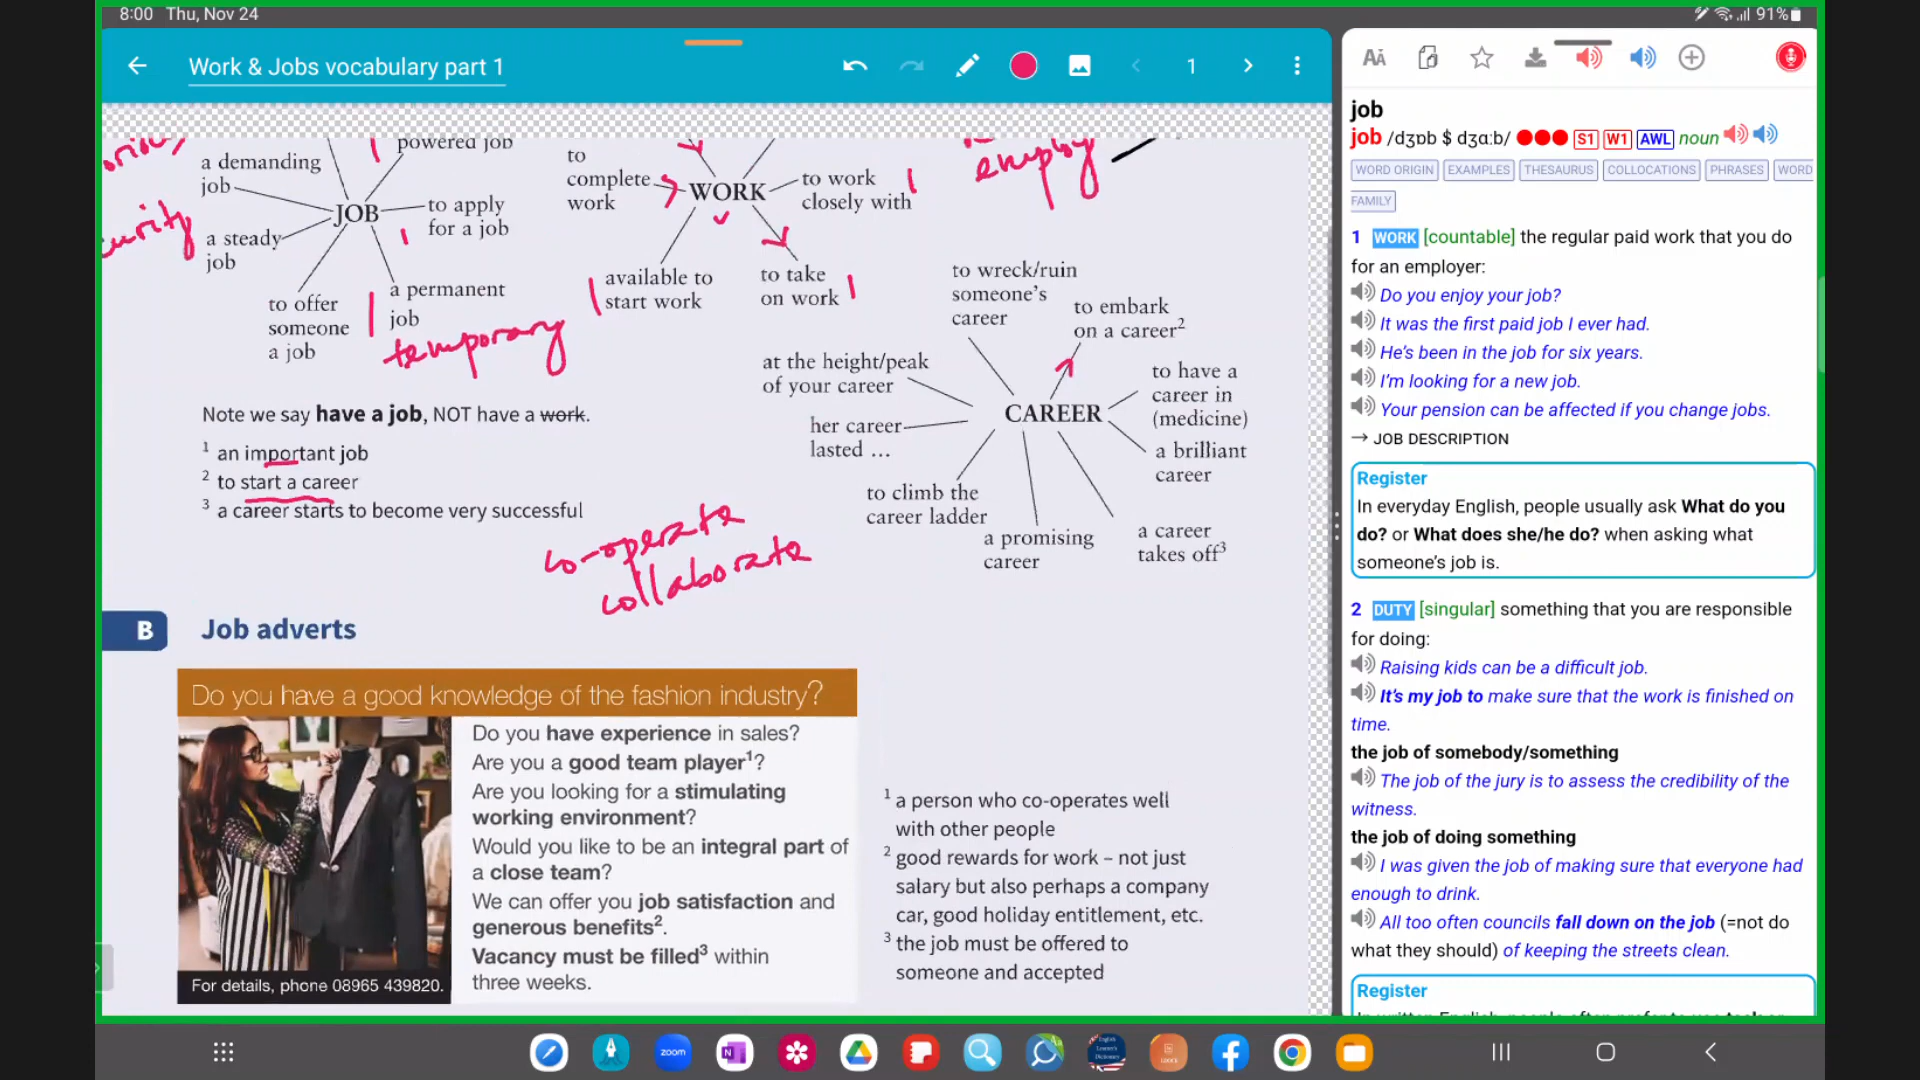 8:00 Thu, Nov 24
91%
Work & Jobs vocabulary part 1
1
powered job
a demanding
job
JOB
to apply
for a job
a steady
job
to offer
someone
a job
a permanent
job
temporary
to
complete
work
WORK
to work
closely with
employ
available to
start work
to take
on work
to wreck/ruin
someone's
career
to embark
on a career²
at the height/peak
of your career
to have a
career in
(medicine)
CAREER
her career
lasted ...
a brilliant
career
to climb the
career ladder
a promising
career
a career
takes off³
Note we say have a job, NOT have a work.
¹ an important job
² to start a career
³ a career starts to become very successful
co-operate
collaborate
B Job adverts
Do you have a good knowledge of the fashion industry?
Do you have experience in sales?
Are you a good team player¹?
Are you looking for a stimulating
working environment?
Would you like to be an integral part of
a close team?
We can offer you job satisfaction and
generous benefits².
Vacancy must be filled³ within
three weeks.
For details, phone 08965 439820.
¹ a person who co-operates well
with other people
² good rewards for work – not just
salary but also perhaps a company
car, good holiday entitlement, etc.
³ the job must be offered to
someone and accepted
job
job /dʒɒb $ dʒɑːb/ S1 W1 AWL noun
WORD ORIGIN EXAMPLES THESAURUS COLLOCATIONS PHRASES WORD
FAMILY
1 WORK [countable] the regular paid work that you do
for an employer:
Do you enjoy your job?
It was the first paid job I ever had.
He's been in the job for six years.
I'm looking for a new job.
Your pension can be affected if you change jobs.
→ JOB DESCRIPTION
Register
In everyday English, people usually ask What do you
do? or What does she/he do? when asking what
someone's job is.
2 DUTY [singular] something that you are responsible
for doing:
Raising kids can be a difficult job.
It's my job to make sure that the work is finished on
time.
the job of somebody/something
The job of the jury is to assess the credibility of the
witness.
the job of doing something
I was given the job of making sure that everyone had
enough to drink.
All too often councils fall down on the job (=not do
what they should) of keeping the streets clean.
Register
zoom